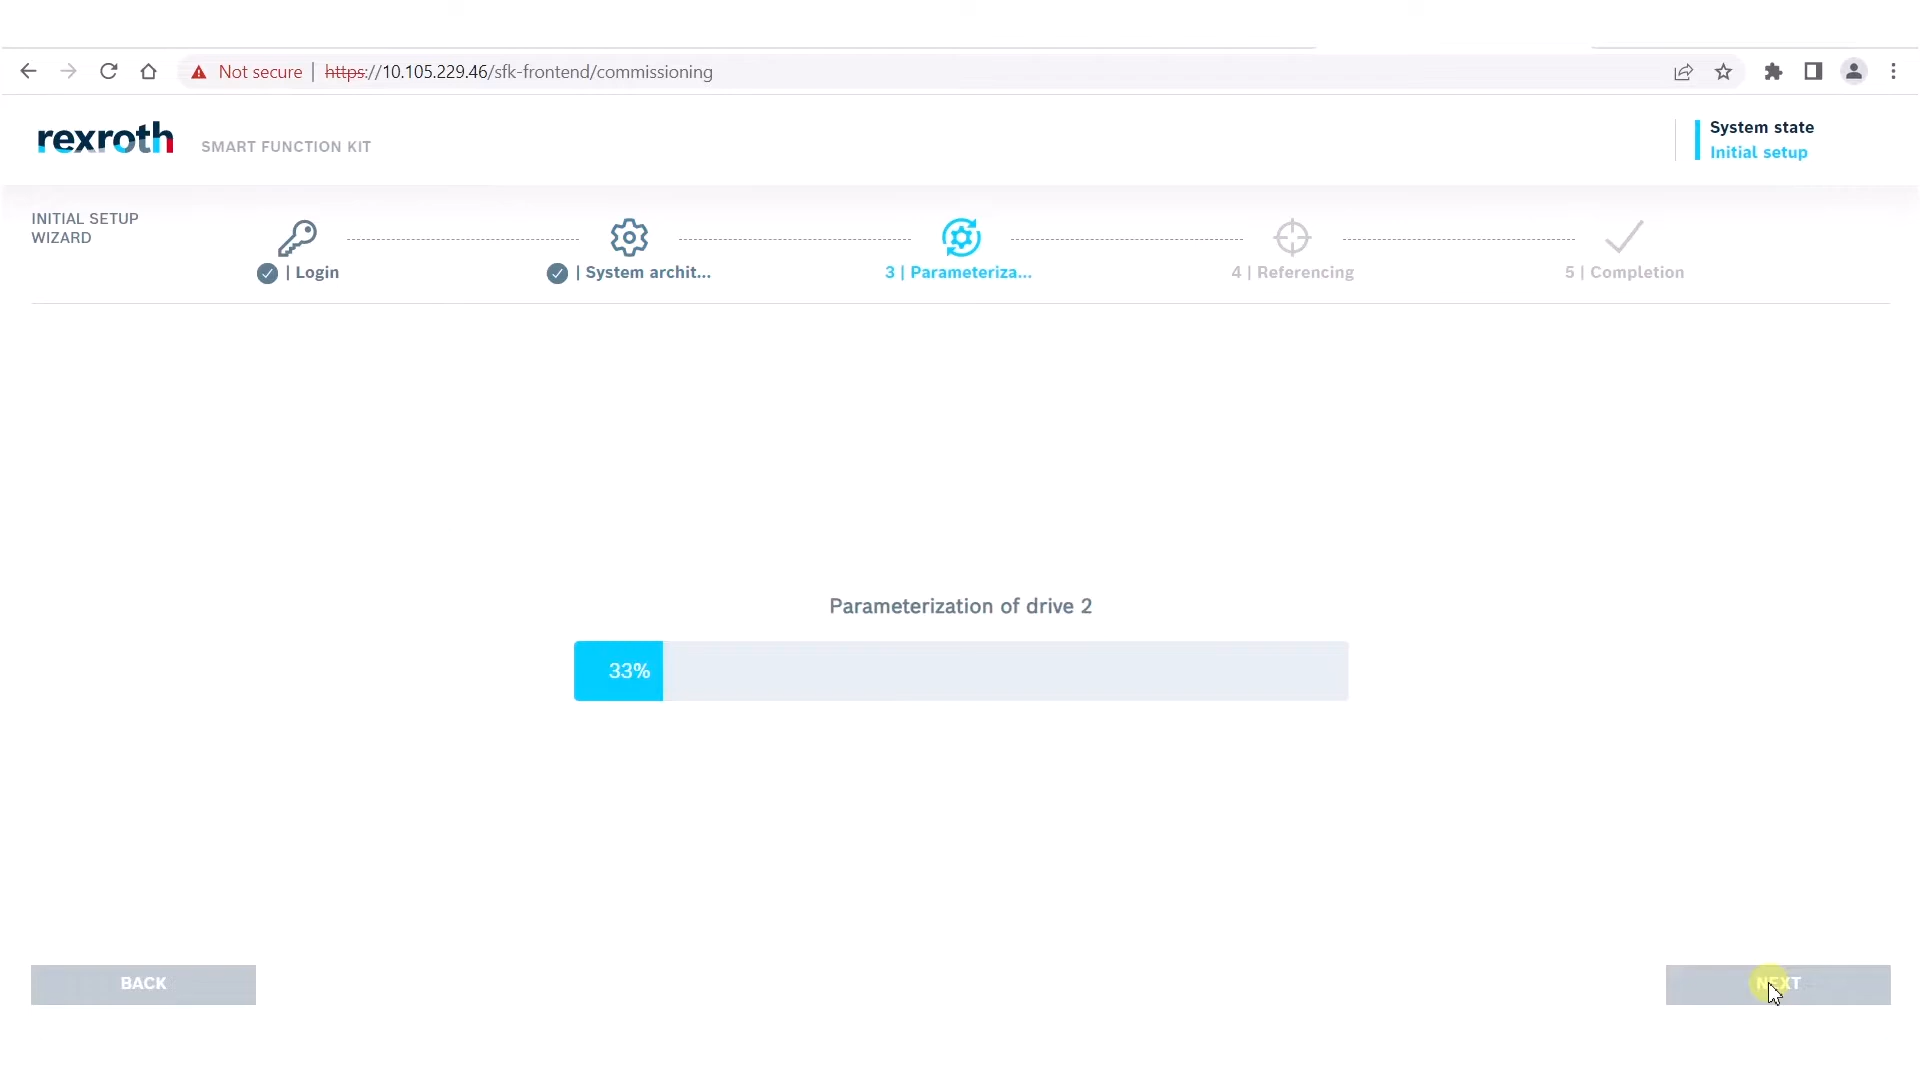 Not secure | https://10.105.229.46/sfk-frontend/commissioning
rexroth SMART FUNCTION KIT
System state
Initial setup
INITIAL SETUP
WIZARD
| Login
| System archit...
3 | Parameteriza...
4 | Referencing
5 | Completion
Parameterization of drive 2
33%
BACK
NEXT